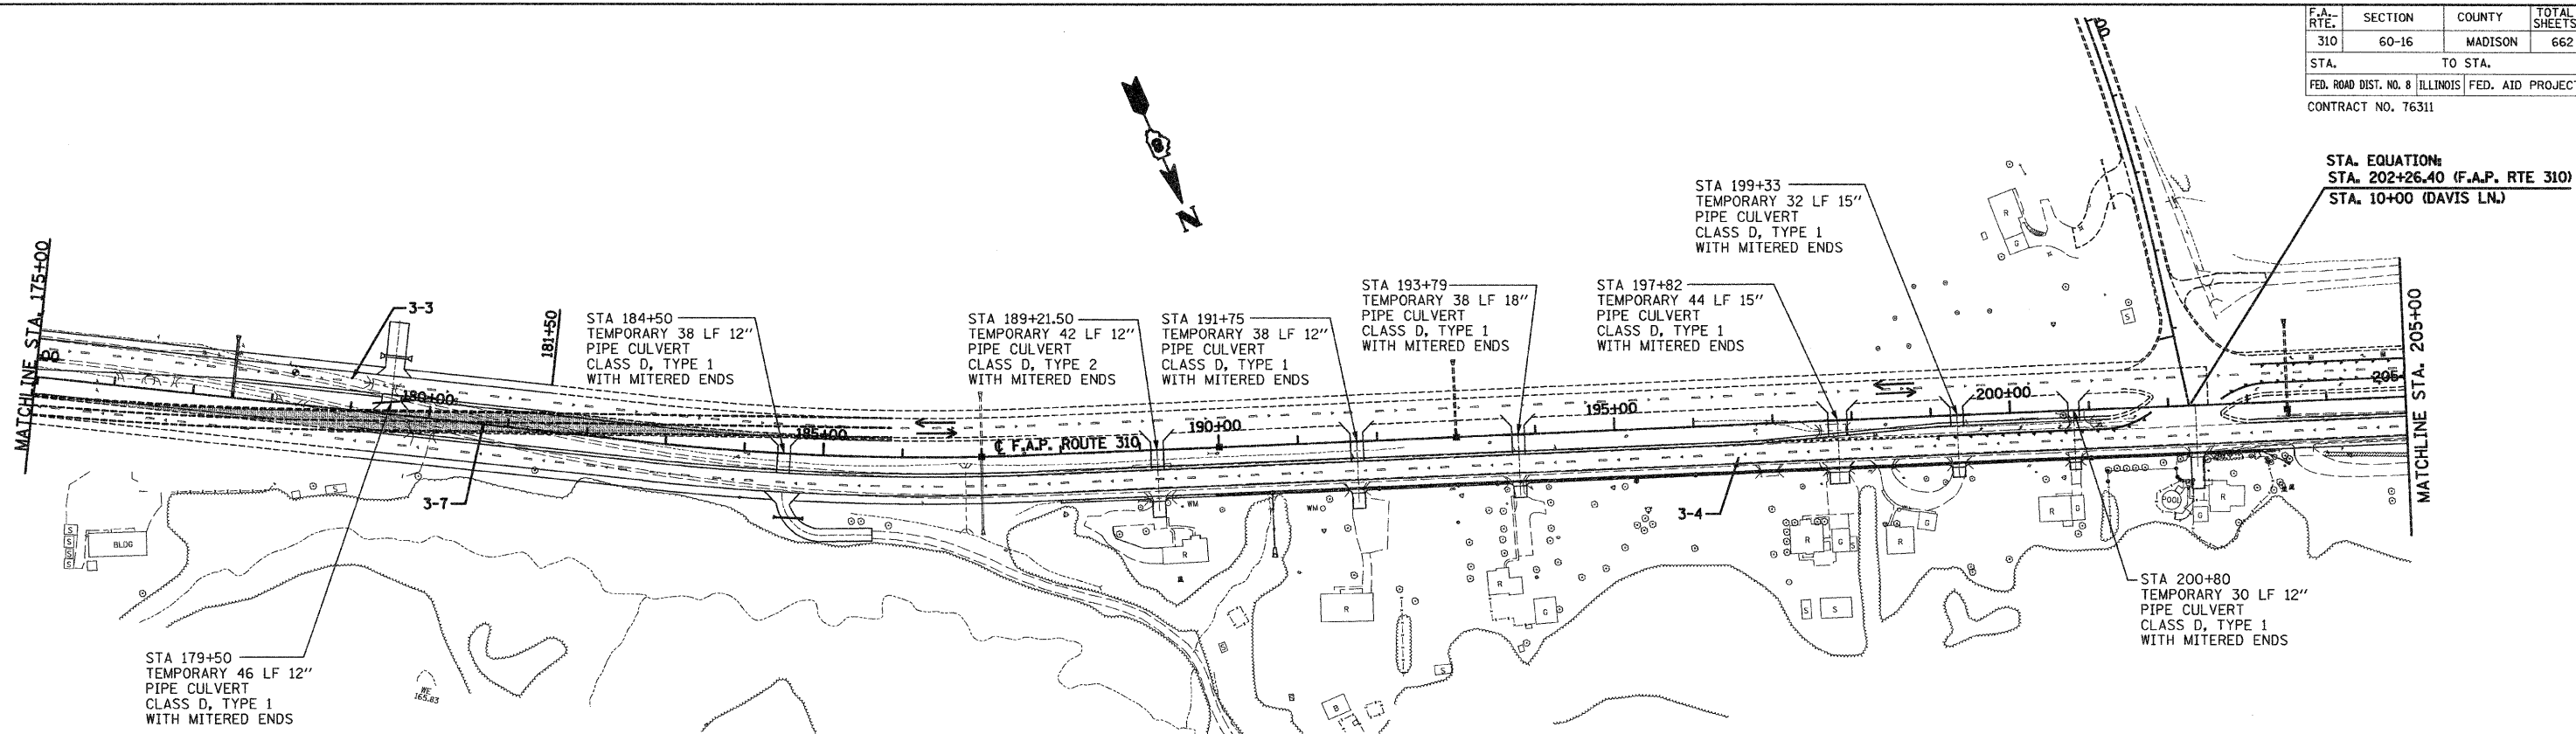 F.A. RTE. SECTION COUNTY TOTAL SHEETS
310 60-16 MADISON 662
STA. TO STA.
FED. ROAD DIST. NO. 8 ILLINOIS FED. AID PROJECT
CONTRACT NO. 76311
STA. EQUATION:
STA. 202+26.40 (F.A.P. RTE 310)
STA. 10+00 (DAVIS LN.)
N
MATCHLINE STA. 175+00
3-3
181+50
STA 184+50
TEMPORARY 38 LF 12"
PIPE CULVERT
CLASS D, TYPE 1
WITH MITERED ENDS
STA 189+21.50
TEMPORARY 42 LF 12"
PIPE CULVERT
CLASS D, TYPE 2
WITH MITERED ENDS
STA 191+75
TEMPORARY 38 LF 12"
PIPE CULVERT
CLASS D, TYPE 1
WITH MITERED ENDS
STA 193+79
TEMPORARY 38 LF 18"
PIPE CULVERT
CLASS D, TYPE 1
WITH MITERED ENDS
STA 197+82
TEMPORARY 44 LF 15"
PIPE CULVERT
CLASS D, TYPE 1
WITH MITERED ENDS
STA 199+33
TEMPORARY 32 LF 15"
PIPE CULVERT
CLASS D, TYPE 1
WITH MITERED ENDS
R
G
S
MATCHLINE STA. 205+00
00
180+00
185+00
190+00
195+00
200+00
205
℄ F.A.P. ROUTE 310
3-7
3-4
S
S
S
S
BLDG
S
WM
R
WM
R
R
G
S
R
G
S
R
G
S
S
R
G
POOL
R
G
S
B
WE
165.83
STA 179+50
TEMPORARY 46 LF 12"
PIPE CULVERT
CLASS D, TYPE 1
WITH MITERED ENDS
STA 200+80
TEMPORARY 30 LF 12"
PIPE CULVERT
CLASS D, TYPE 1
WITH MITERED ENDS